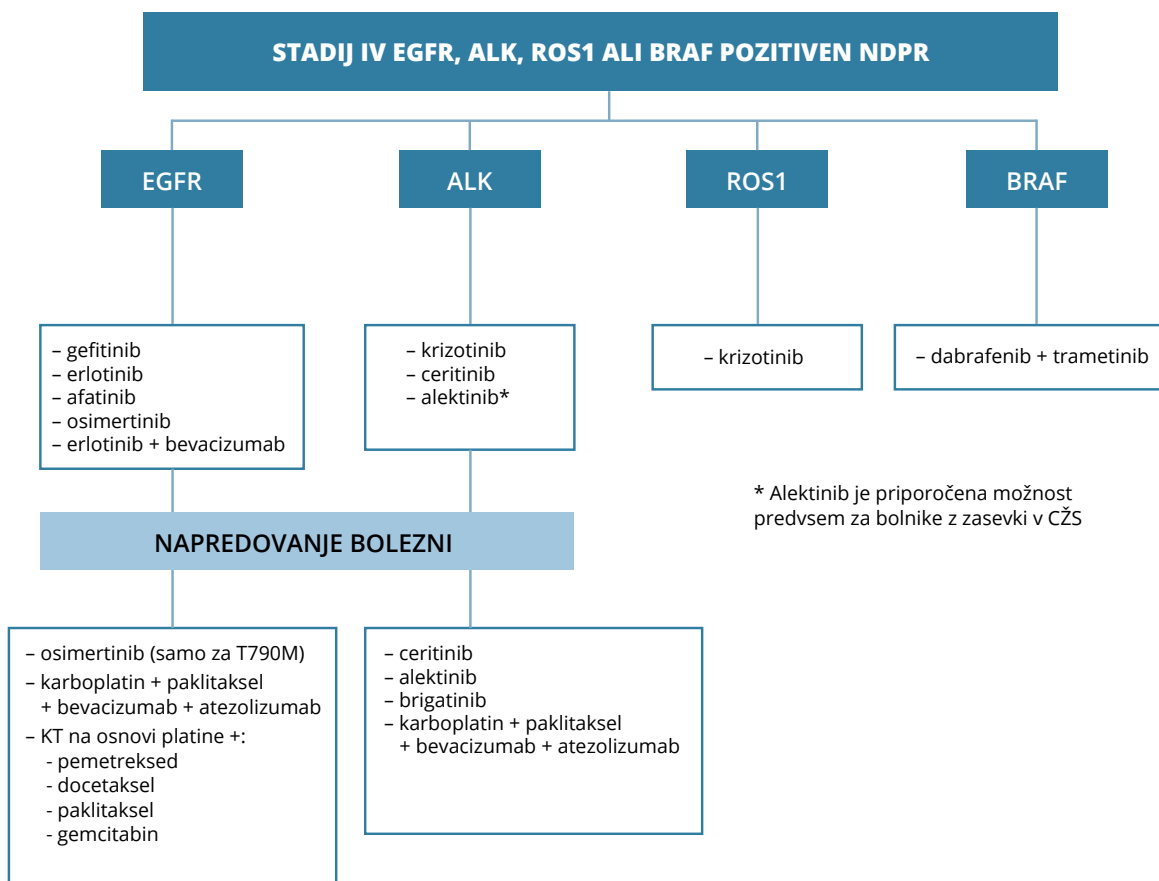 STADIJ IV EGFR, ALK, ROS1 ALI BRAF POZITIVEN NDPR
EGFR
ALK
ROS1
BRAF
– gefitinib
– erlotinib
– afatinib
– osimertinib
– erlotinib + bevacizumab
– krizotinib
– ceritinib
– alektinib*
– krizotinib
– dabrafenib + trametinib
* Alektinib je priporočena možnost
predvsem za bolnike z zasevki v CŽS
NAPREDOVANJE BOLEZNI
– osimertinib (samo za T790M)
– karboplatin + paklitaksel
+ bevacizumab + atezolizumab
– KT na osnovi platine +:
- pemetreksed
- docetaksel
- paklitaksel
- gemcitabin
– ceritinib
– alektinib
– brigatinib
– karboplatin + paklitaksel
+ bevacizumab + atezolizumab